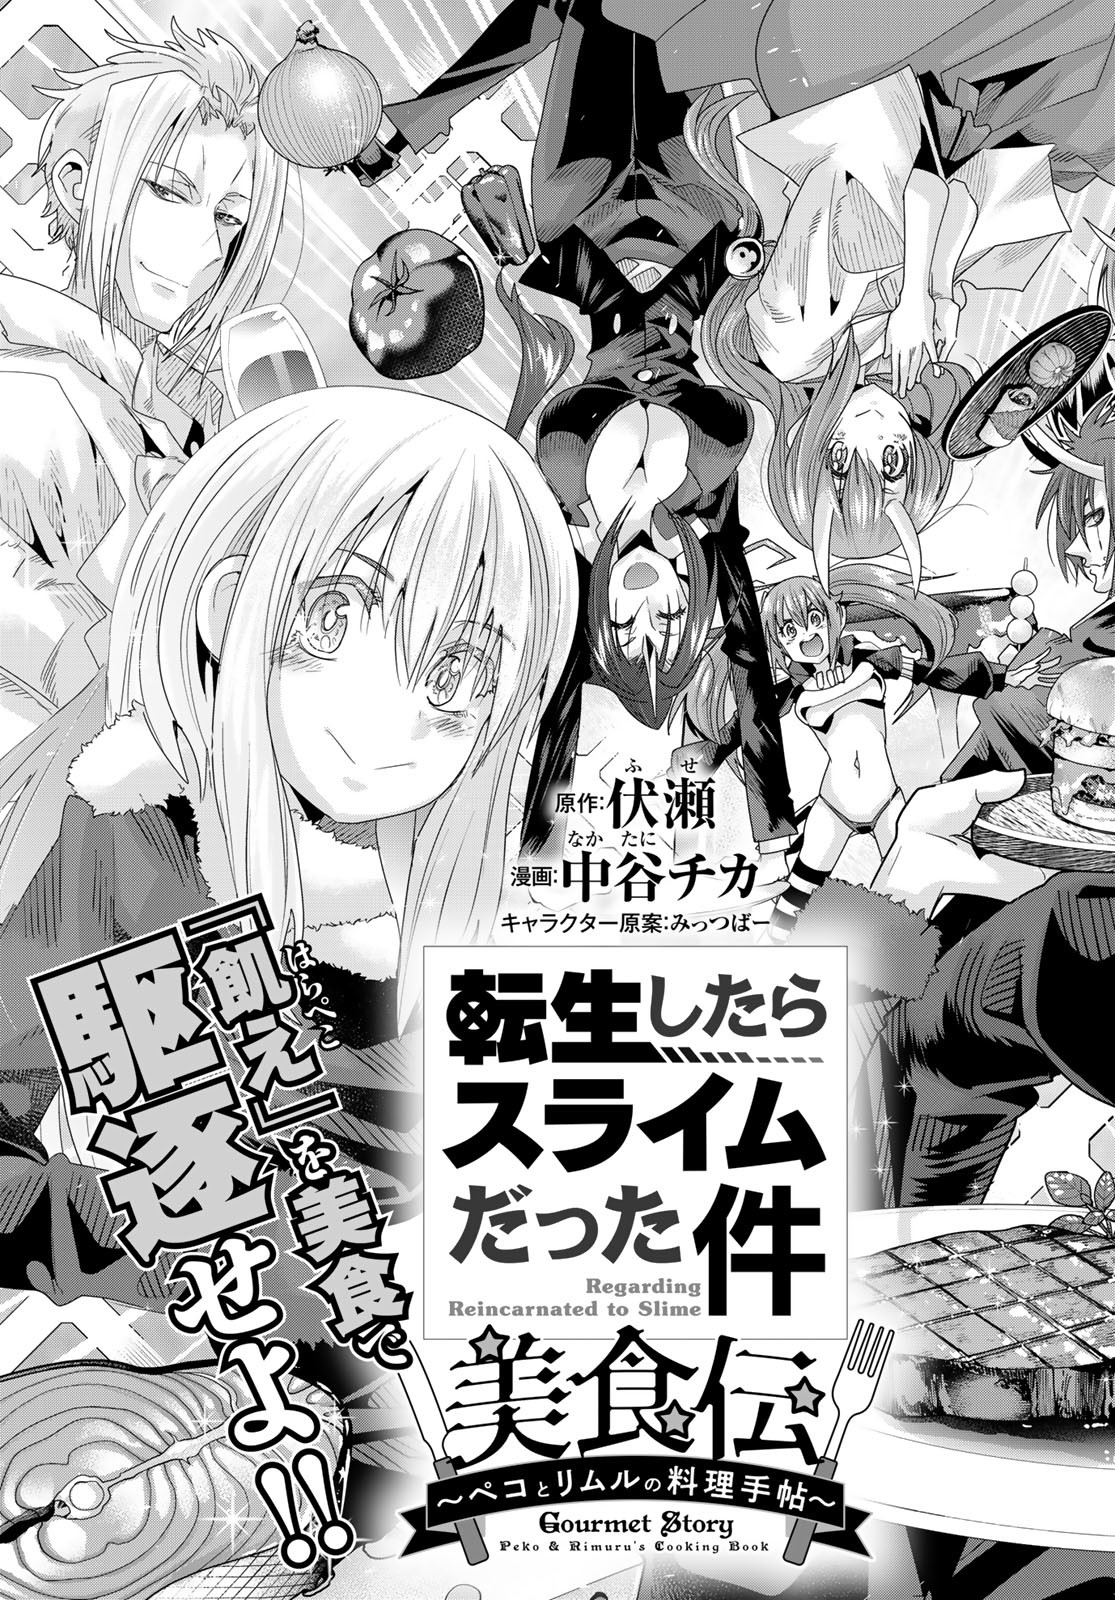 ふせ
原作:伏瀬
なかたに
漫画:中谷チカ
キャラクター原案:みっつばー
転生したら
スライム
だった件
Regarding
Reincarnated to Slime
美食伝
〜ペコとリムルの料理手帖〜
Gourmet Story
Peko & Rimuru's Cooking Book
はらぺこ
「飢え」を美食で
駆逐せよ!!